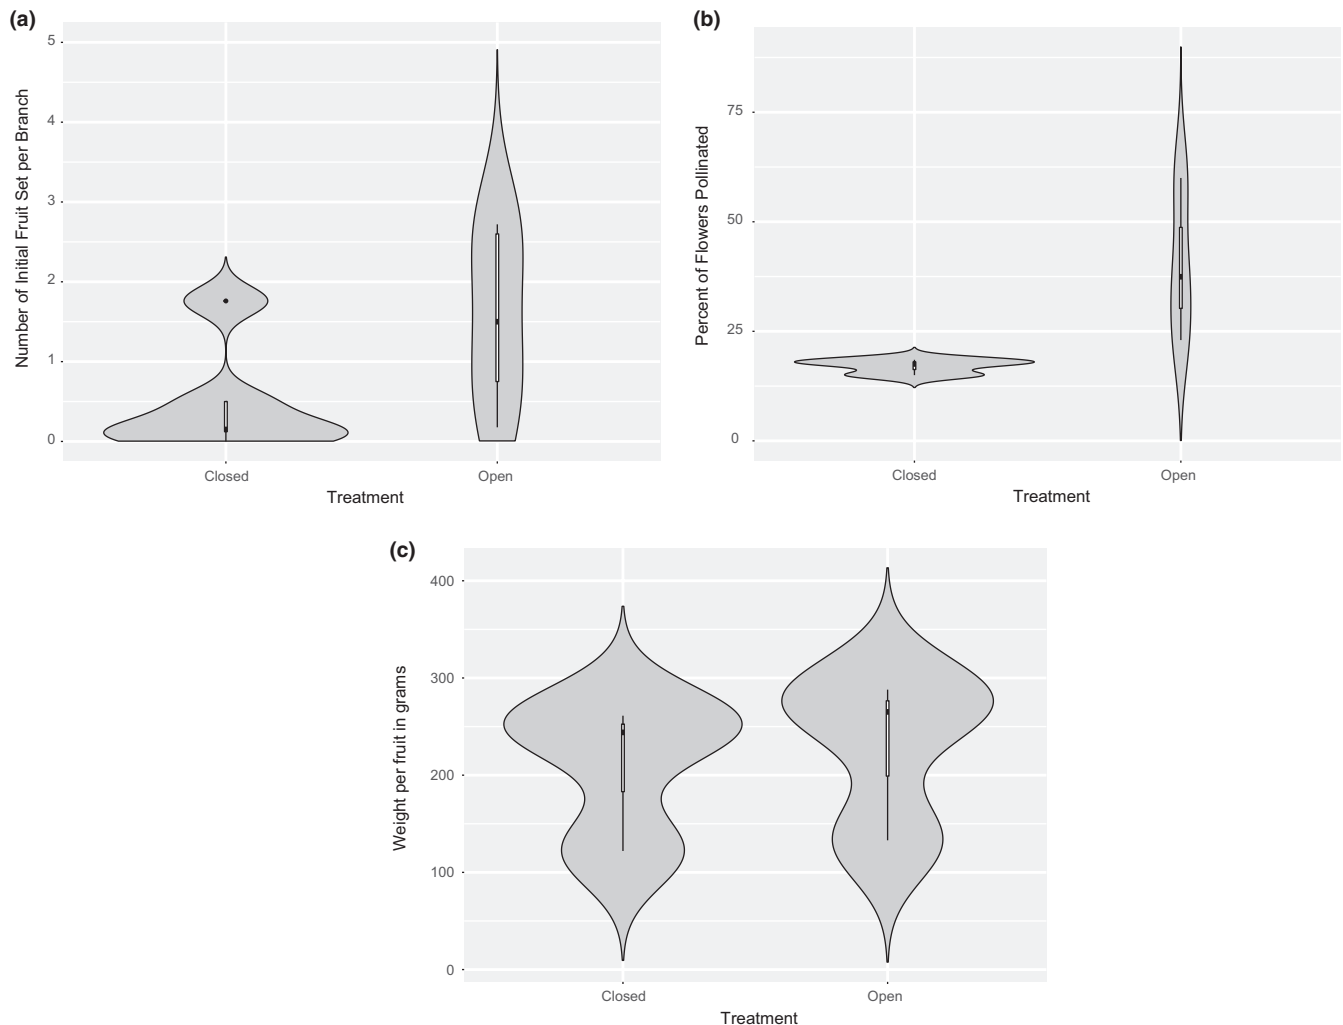 (a)
Number of Initial Fruit Set per Branch
5
4
3
2
1
0
Closed
Open
Treatment
(b)
Percent of Flowers Pollinated
75
50
25
0
Closed
Open
Treatment
(c)
Weight per fruit in grams
400
300
200
100
0
Closed
Open
Treatment